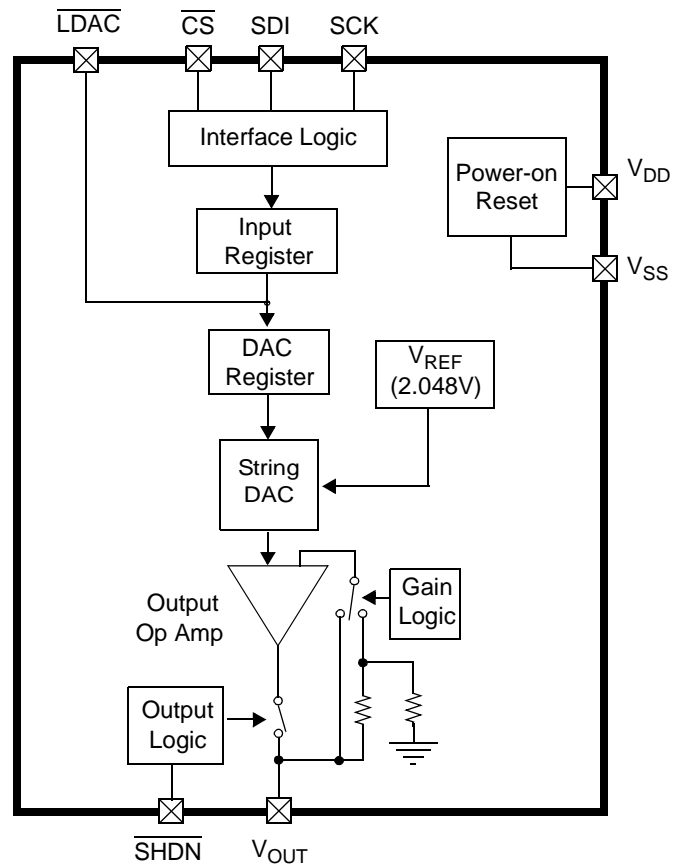 LDAC CS SDI SCK
Interface Logic
Power-on
Reset
VDD
Input
Register
VSS
DAC
Register
VREF
(2.048V)
String
DAC
Output
Op Amp
Gain
Logic
Output
Logic
SHDN VOUT